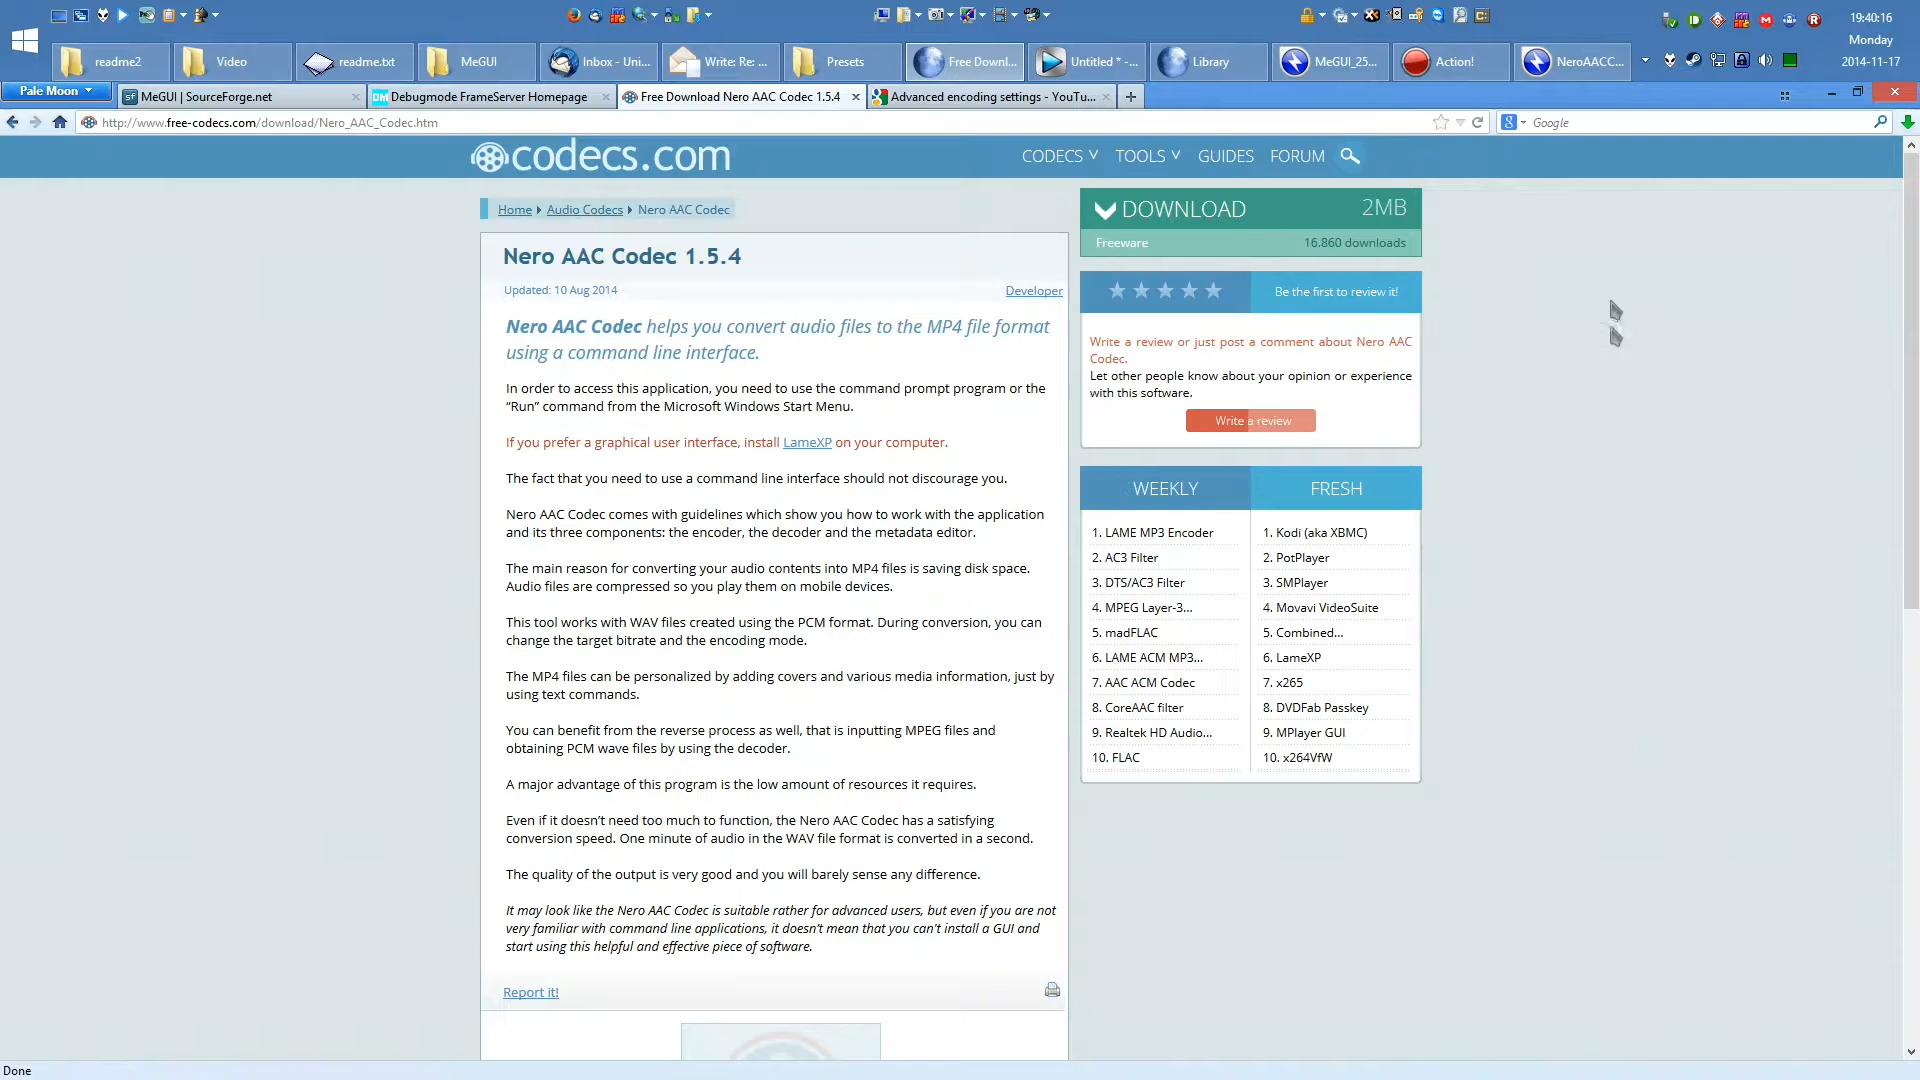 19:40:16
Monday
2014-11-17
readme2
Video
readme.txt
MeGUI
Inbox - Uni...
Write: Re: ...
Presets
Free Downl...
Untitled * -...
Library
MeGUI_25...
Action!
NeroAACC...
Pale Moon
MeGUI | SourceForge.net
Debugmode FrameServer Homepage
Free Download Nero AAC Codec 1.5.4
Advanced encoding settings - YouTu...
http://www.free-codecs.com/download/Nero_AAC_Codec.htm
Google
codecs.com
CODECS
TOOLS
GUIDES
FORUM
Home
Audio Codecs
Nero AAC Codec
Nero AAC Codec 1.5.4
Updated: 10 Aug 2014
Developer
Nero AAC Codec helps you convert audio files to the MP4 file format
using a command line interface.
In order to access this application, you need to use the command prompt program or the
“Run” command from the Microsoft Windows Start Menu.
If you prefer a graphical user interface, install LameXP on your computer.
The fact that you need to use a command line interface should not discourage you.
Nero AAC Codec comes with guidelines which show you how to work with the application
and its three components: the encoder, the decoder and the metadata editor.
The main reason for converting your audio contents into MP4 files is saving disk space.
Audio files are compressed so you play them on mobile devices.
This tool works with WAV files created using the PCM format. During conversion, you can
change the target bitrate and the encoding mode.
The MP4 files can be personalized by adding covers and various media information, just by
using text commands.
You can benefit from the reverse process as well, that is inputting MPEG files and
obtaining PCM wave files by using the decoder.
A major advantage of this program is the low amount of resources it requires.
Even if it doesn’t need too much to function, the Nero AAC Codec has a satisfying
conversion speed. One minute of audio in the WAV file format is converted in a second.
The quality of the output is very good and you will barely sense any difference.
It may look like the Nero AAC Codec is suitable rather for advanced users, but even if you are not
very familiar with command line applications, it doesn’t mean that you can't install a GUI and
start using this helpful and effective piece of software.
Report it!
DOWNLOAD
2MB
Freeware
16.860 downloads
Be the first to review it!
Write a review or just post a comment about Nero AAC
Codec.
Let other people know about your opinion or experience
with this software.
Write a review
WEEKLY
1. LAME MP3 Encoder
2. AC3 Filter
3. DTS/AC3 Filter
4. MPEG Layer-3...
5. madFLAC
6. LAME ACM MP3...
7. AAC ACM Codec
8. CoreAAC filter
9. Realtek HD Audio...
10. FLAC
FRESH
1. Kodi (aka XBMC)
2. PotPlayer
3. SMPlayer
4. Movavi VideoSuite
5. Combined...
6. LameXP
7. x265
8. DVDFab Passkey
9. MPlayer GUI
10. x264VfW
Done